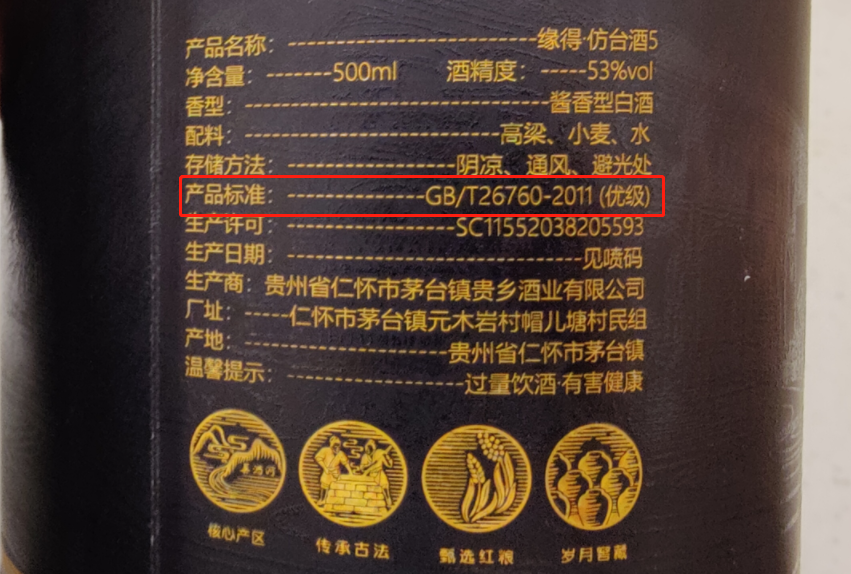 产品名称：--------------------缘得·仿台酒5
净含量：-------500ml 酒精度：-----53%vol
香型：-----------------------------------酱香型白酒
配料：-----------------------------高粱、小麦、水
存储方法：-------------------阴凉、通风、避光处
产品标准：----------------GB/T26760-2011 (优级)
生产许可：-------------------SC11552038205593
生产日期：---------------------------------见喷码
生产商：贵州省仁怀市茅台镇贵乡酒业有限公司
厂址：-----仁怀市茅台镇元木岩村帽儿塘村民组
产地：-----------------------贵州省仁怀市茅台镇
温馨提示：--------------------过量饮酒·有害健康
美酒河
核心产区
传承古法
甄选红粮
岁月窖藏